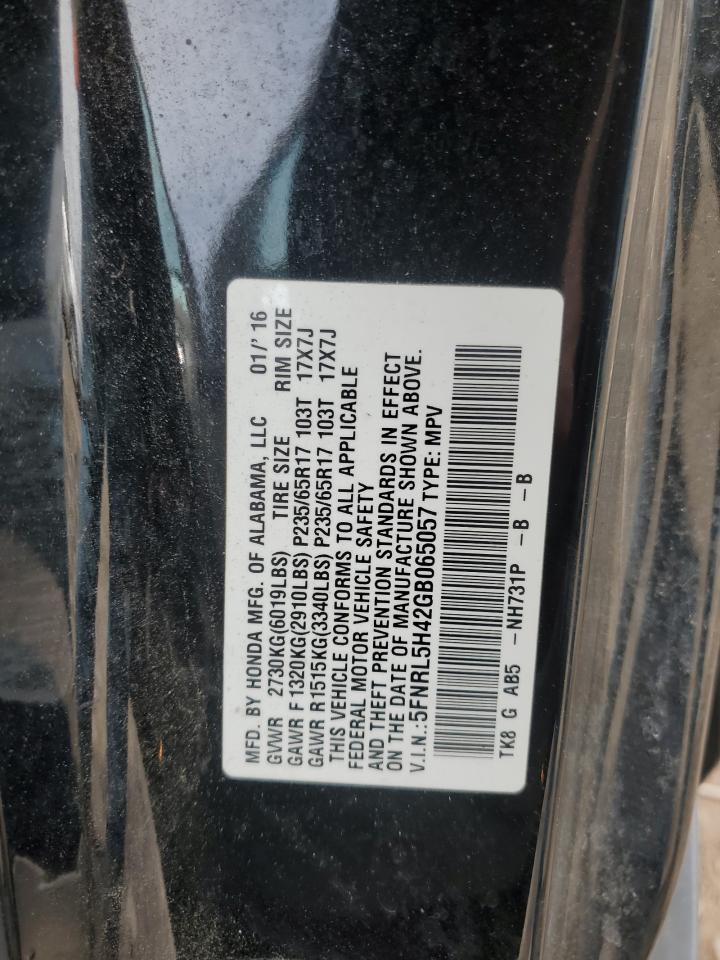 MFD. BY HONDA MFG. OF ALABAMA, LLC 01/' 16
GVWR 2730KG(6019LBS) TIRE SIZE RIM SIZE
GAWR F 1320KG(2910LBS) P235/65R17 103T 17X7J
GAWR R1515KG(3340LBS) P235/65R17 103T 17X7J
THIS VEHICLE CONFORMS TO ALL APPLICABLE
FEDERAL MOTOR VEHICLE SAFETY
AND THEFT PREVENTION STANDARDS IN EFFECT
ON THE DATE OF MANUFACTURE SHOWN ABOVE.
V.I.N.:5FNRL5H42GB065057 TYPE: MPV
TK8 G AB5 -NH731P -B -B